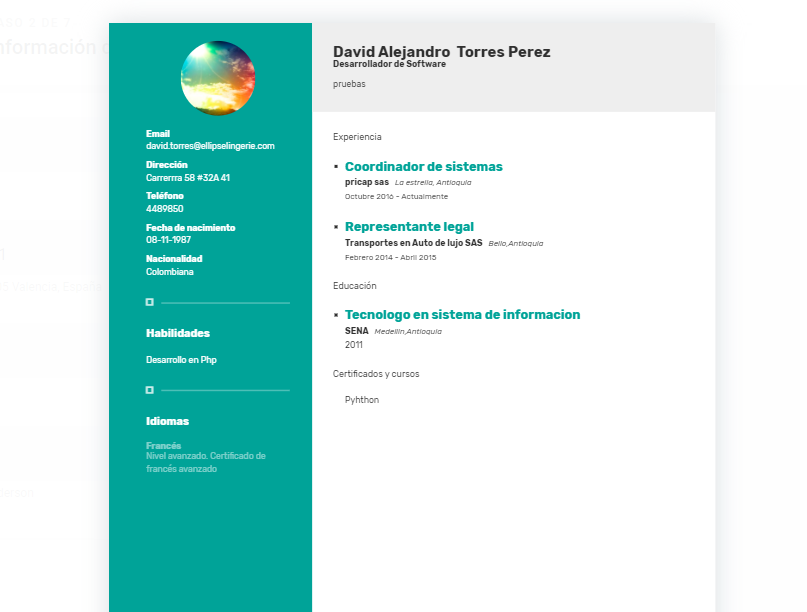 nformación
David Alejandro Torres Perez
Desarrollador de Software
pruebas
Email
david.torres@ellipselingerie.com
Dirección
Carrerrra 58 #32A 41
Teléfono
4489850
Fecha de nacimiento
08-11-1987
Nacionalidad
Colombiana
Habilidades
Desarrollo en Php
Idiomas
Francés
Nivel avanzado. Certificado de
francés avanzado
Experiencia
Coordinador de sistemas
pricap sas La estrella, Antioquia
Octubre 2016 - Actualmente
Representante legal
Transportes en Auto de lujo SAS Bello,Antioquia
Febrero 2014 - Abril 2015
Educación
Tecnologo en sistema de informacion
SENA Medellin,Antioquia
2011
Certificados y cursos
Pyhthon